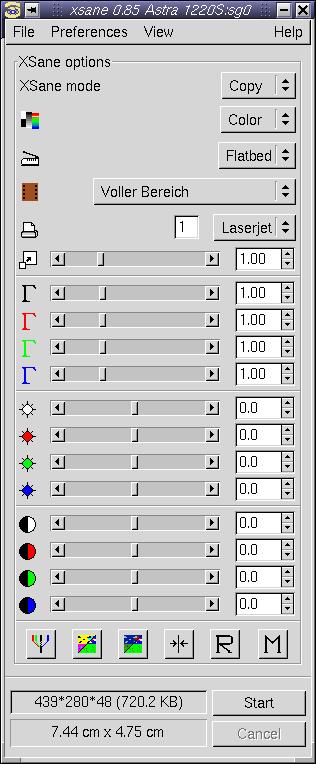 xsane 0.85 Astra 1220S:sg0
File Preferences View Help
XSane options
XSane mode Copy
Color
Flatbed
Voller Bereich
1 Laserjet
1.00
Γ 1.00
Γ 1.00
Γ 1.00
Γ 1.00
0.0
0.0
0.0
0.0
0.0
0.0
0.0
0.0
R M
439*280*48 (720.2 KB) Start
7.44 cm x 4.75 cm Cancel